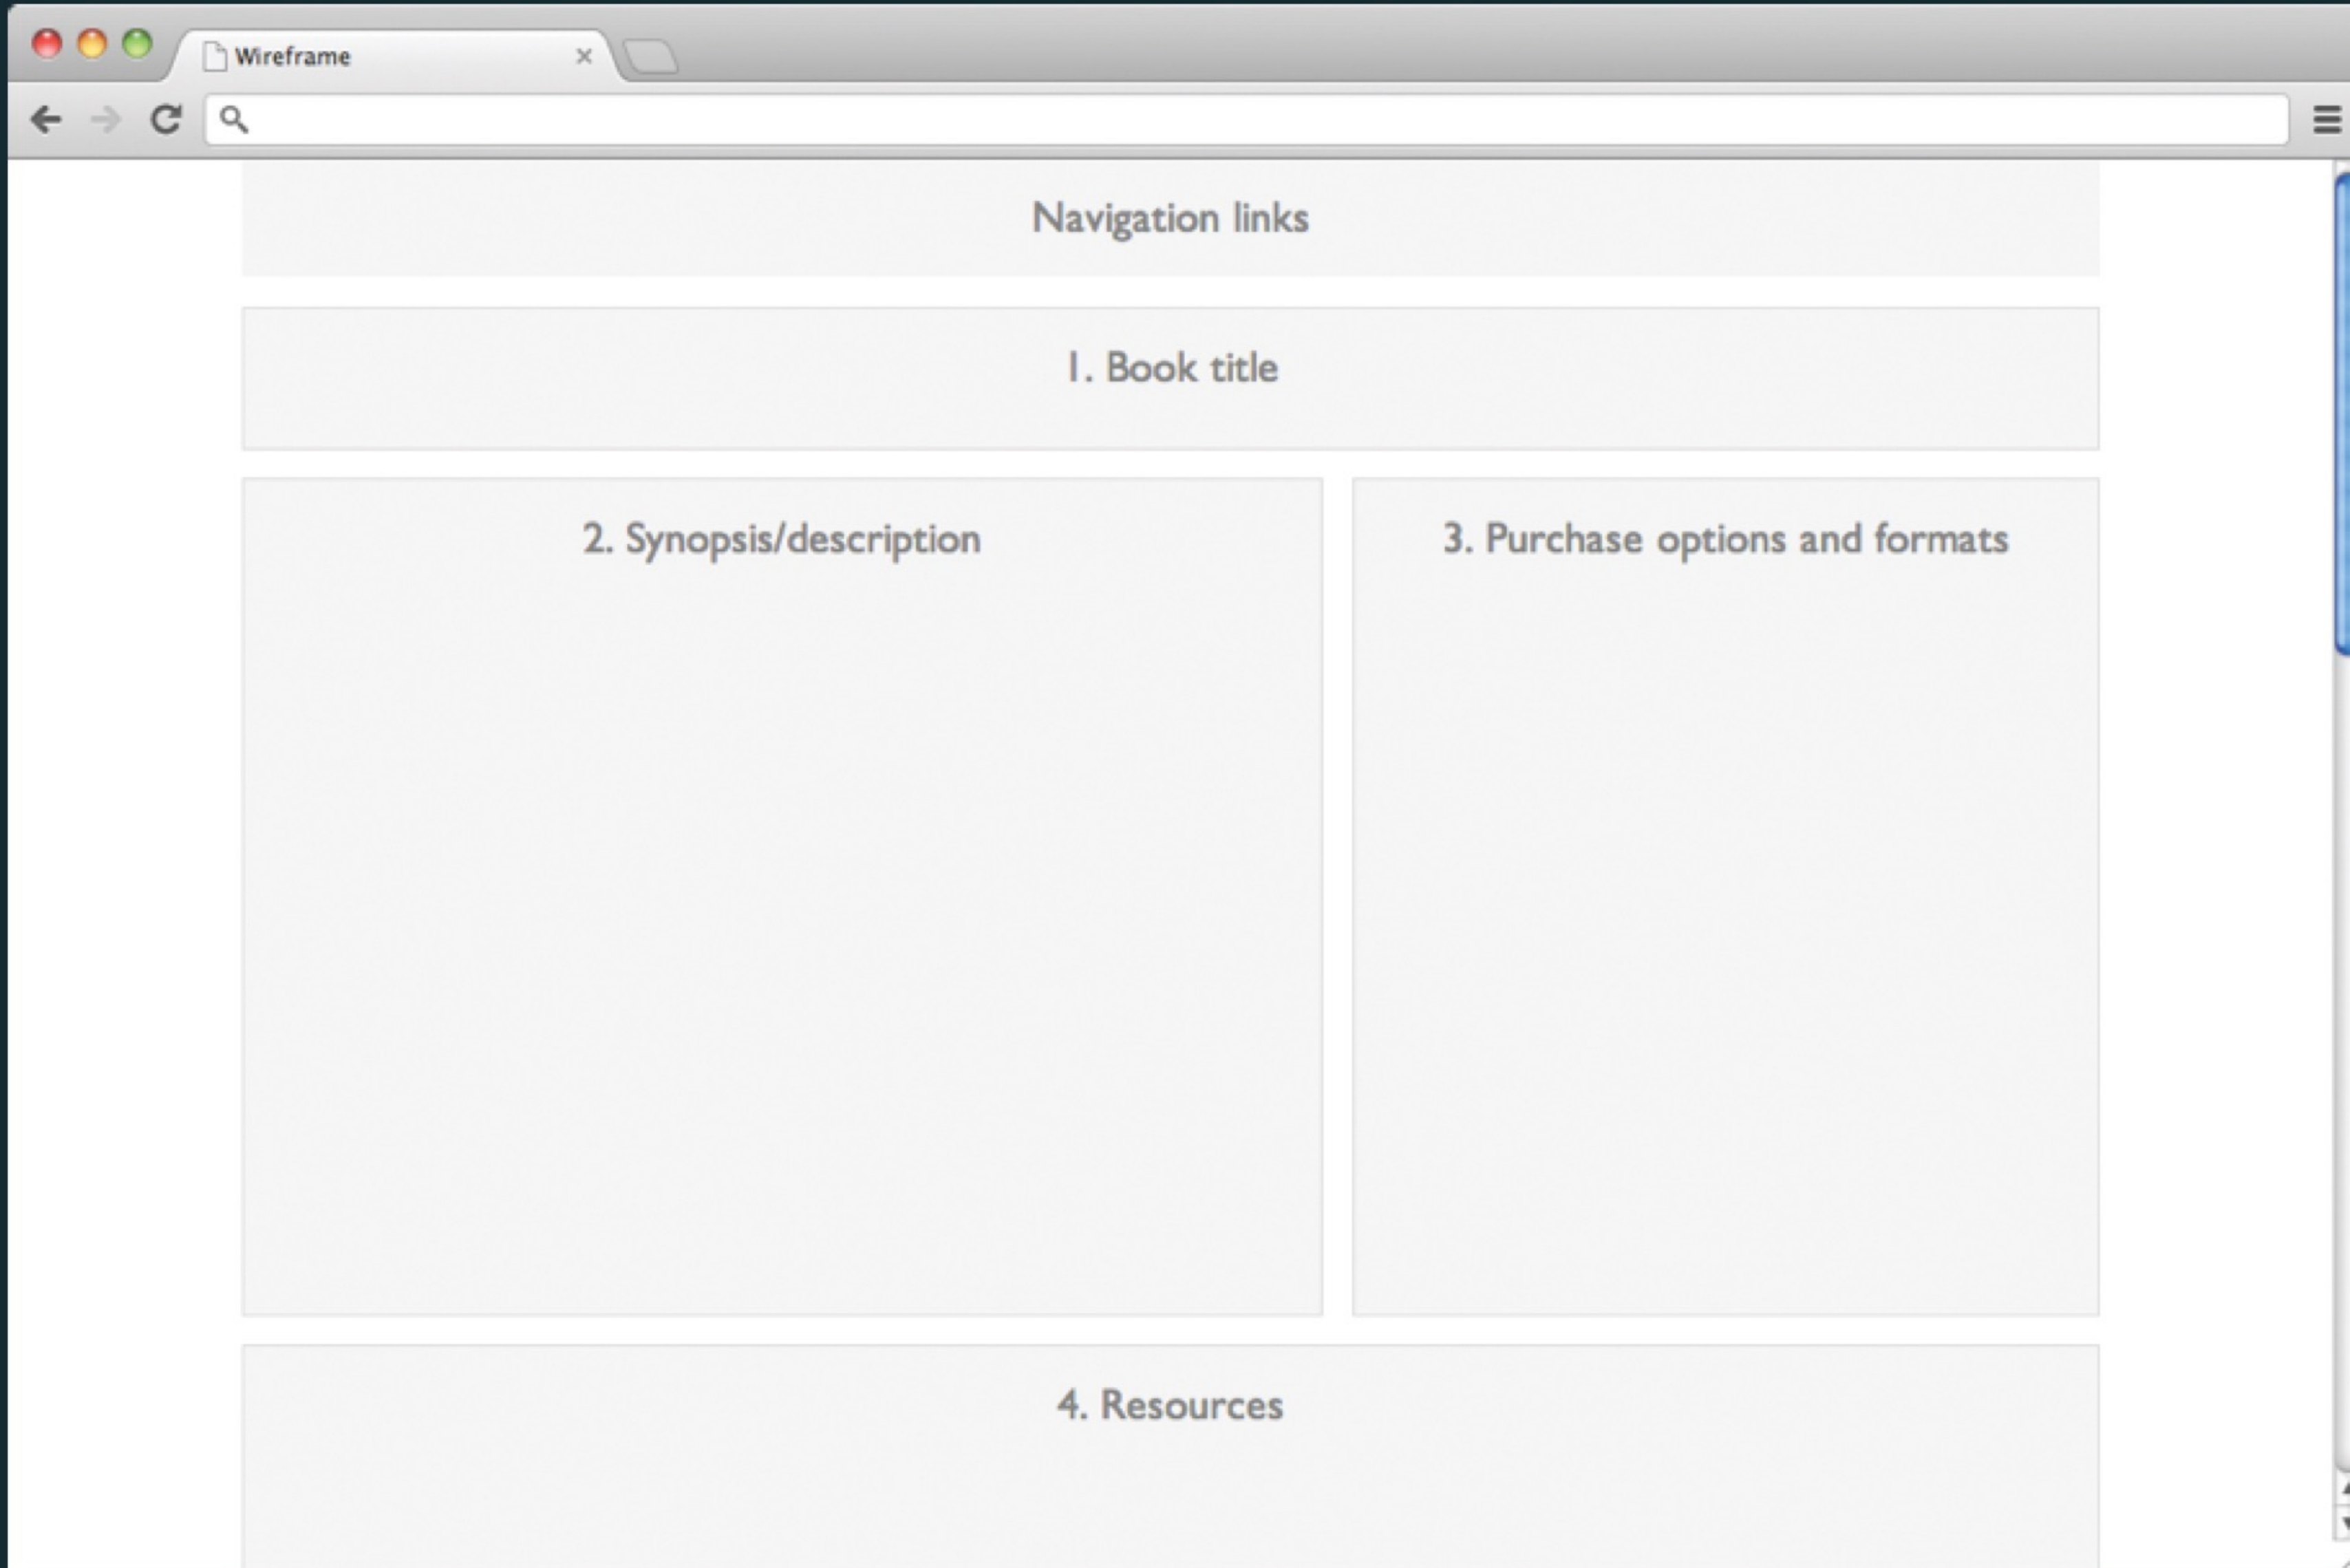 Wireframe
Navigation links
1. Book title
2. Synopsis/description
3. Purchase options and formats
4. Resources